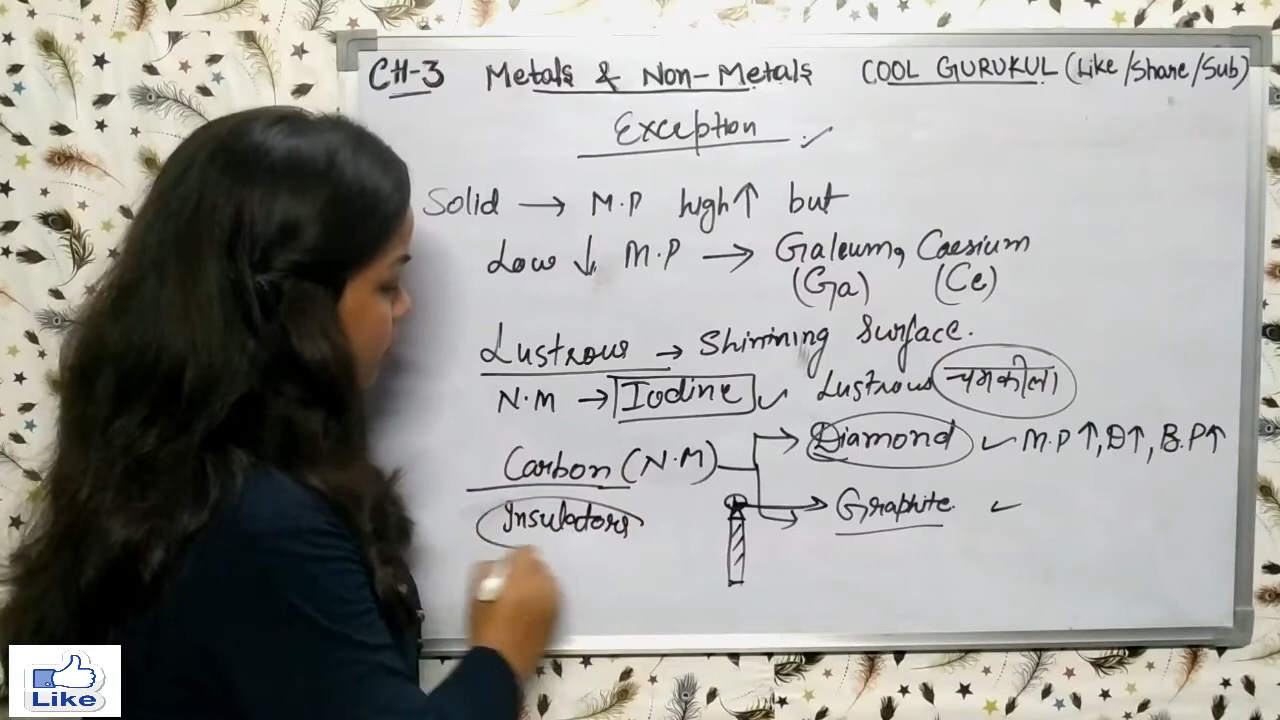 CH-3 Metals & Non-Metals COOL GURUKUL (Like/Share/Sub)
Exception ✓
Solid → M.P high↑ but
Low ↓ M.P → Galeum, Caesium
(Ga) (Ce)
Lustrous → Shinining Surface.
N.M → Iodine ✓ Lustrous चमकीला
Carbon (N.M) → Diamond ✓ M.P↑, D↑, B.P↑
Insulators → Graphite ✓
Like